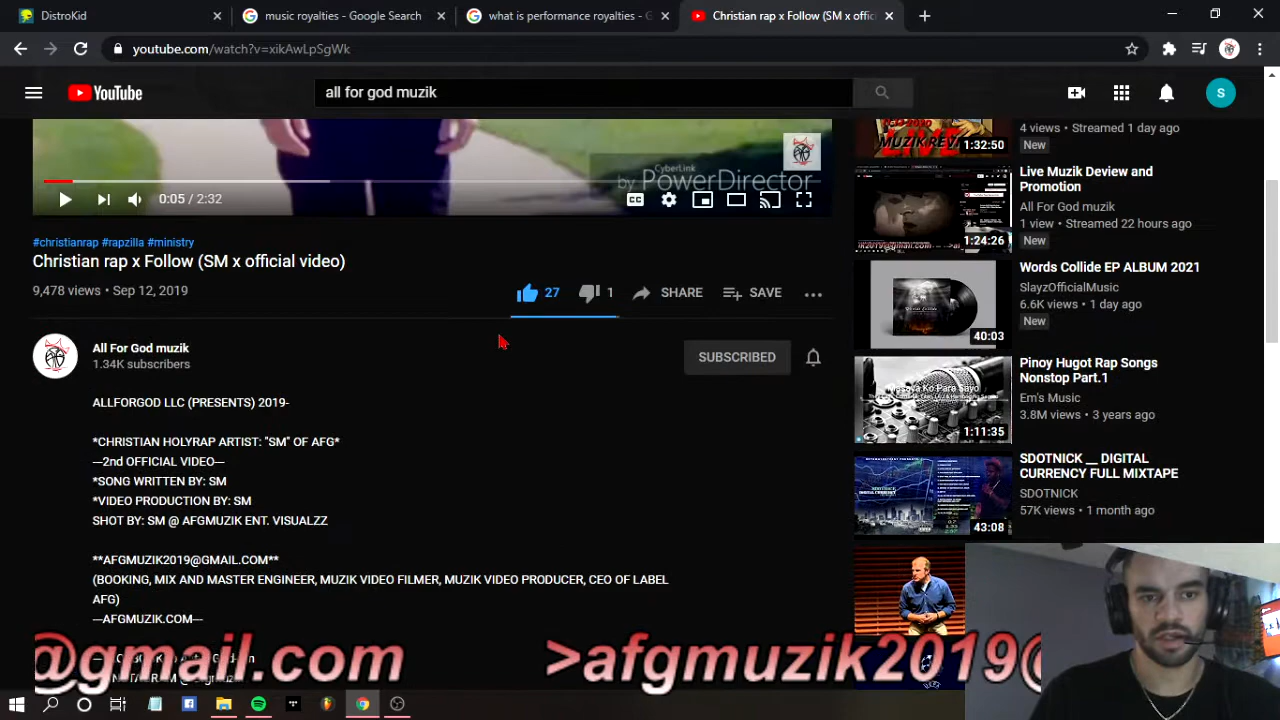 DistroKid
music royalties - Google Search
what is performance royalties - G
Christian rap x Follow (SM x offic
youtube.com/watch?v=xikAwLpSgWk
YouTube
all for god muzik
S
CyberLink
by PowerDirector
0:05 / 2:32
CC
#christianrap #rapzilla #ministry
Christian rap x Follow (SM x official video)
9,478 views • Sep 12, 2019
27
1
SHARE
SAVE
All For God muzik
1.34K subscribers
SUBSCRIBED
ALLFORGOD LLC (PRESENTS) 2019-
*CHRISTIAN HOLYRAP ARTIST: "SM" OF AFG*
---2nd OFFICIAL VIDEO---
*SONG WRITTEN BY: SM
*VIDEO PRODUCTION BY: SM
SHOT BY: SM @ AFGMUZIK ENT. VISUALZZ
**AFGMUZIK2019@GMAIL.COM**
(BOOKING, MIX AND MASTER ENGINEER, MUZIK VIDEO FILMER, MUZIK VIDEO PRODUCER, CEO OF LABEL
AFG)
---AFGMUZIK.COM---
@gmail.com >afgmuzik2019@
LIVE
MUZIK REV
1:32:50
4 views • Streamed 1 day ago
New
1:24:26
Live Muzik Deview and
Promotion
All For God muzik
1 view • Streamed 22 hours ago
New
40:03
Words Collide EP ALBUM 2021
SlayzOfficialMusic
6.6K views • 1 day ago
New
Para Sayo
1:11:35
Pinoy Hugot Rap Songs
Nonstop Part.1
Em's Music
3.8M views • 3 years ago
43:08
SDOTNICK __ DIGITAL
CURRENCY FULL MIXTAPE
SDOTNICK
57K views • 1 month ago